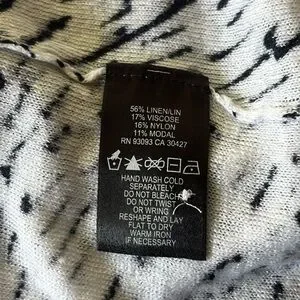 56% LINEN/LIN
17% VISCOSE
16% NYLON
11% MODAL
RN 93093 CA 30427
HAND WASH COLD
SEPARATELY
DO NOT BLEACH
DO NOT TWIST
OR WRING
RESHAPE AND LAY
FLAT TO DRY
WARM IRON
IF NECESSARY